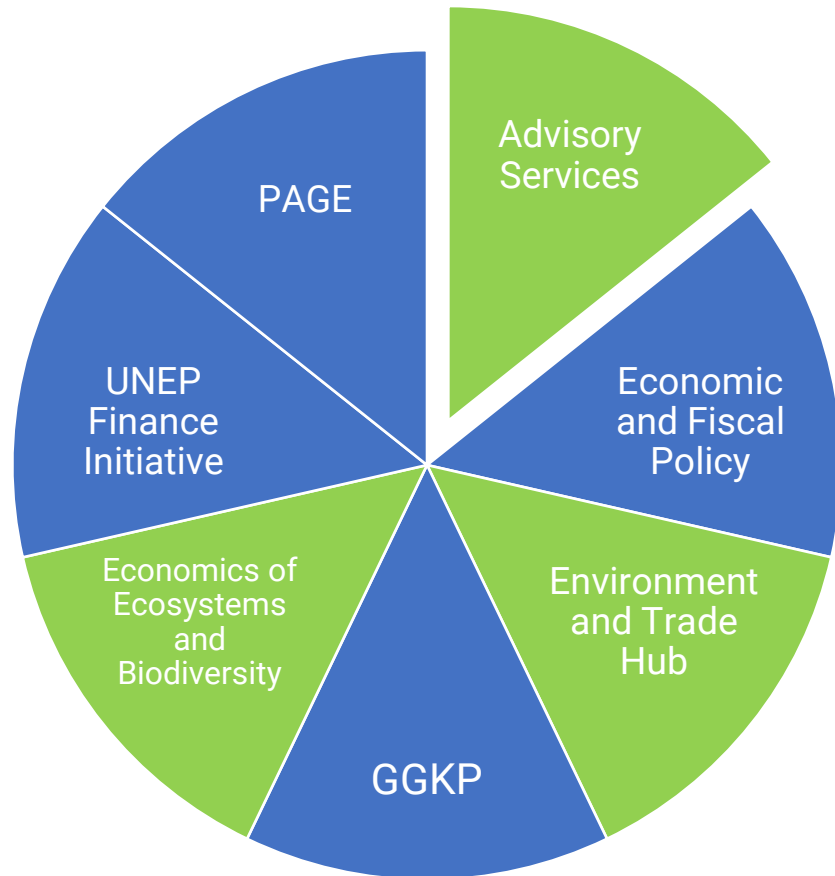 Advisory
Services
PAGE
Economic
and Fiscal
Policy
UNEP
Finance
Initiative
Environment
and Trade
Hub
Economics of
Ecosystems
and
Biodiversity
GGKP